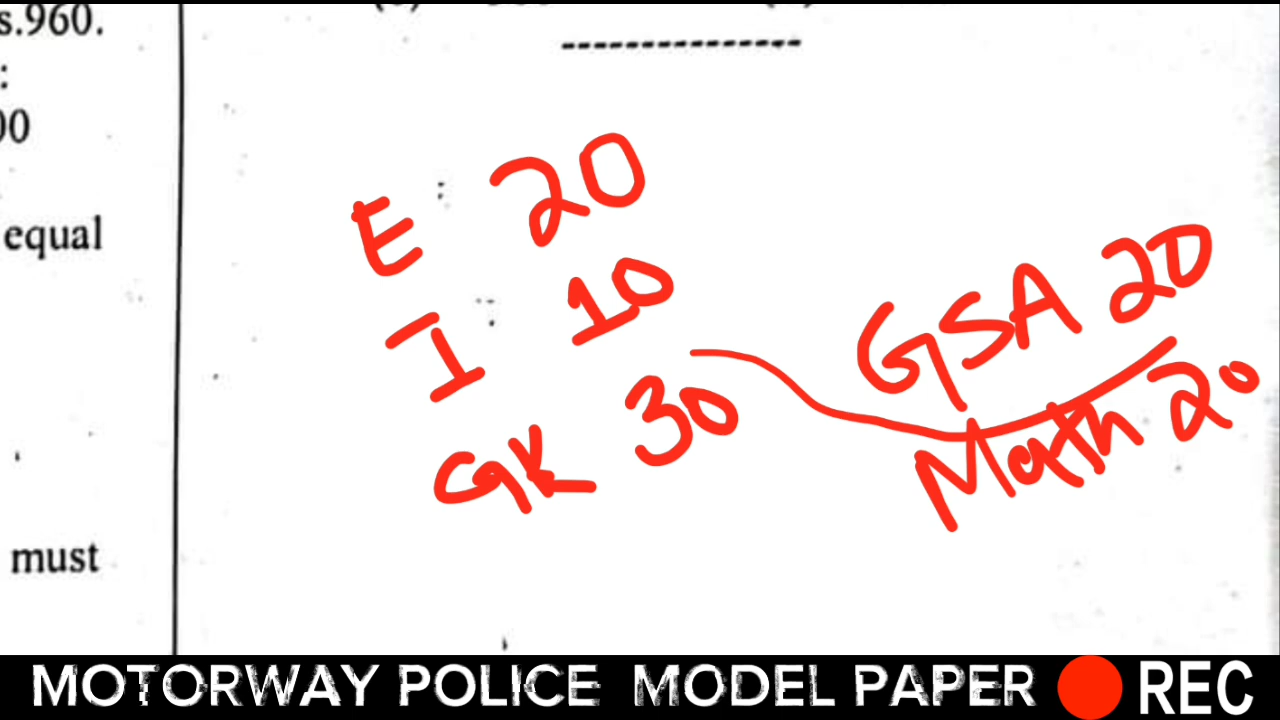 s.960.
:
00
equal
must
---------------
E : 20
I : 10
GK 30
GSA 20
Math 20
MOTORWAY POLICE MODEL PAPER REC